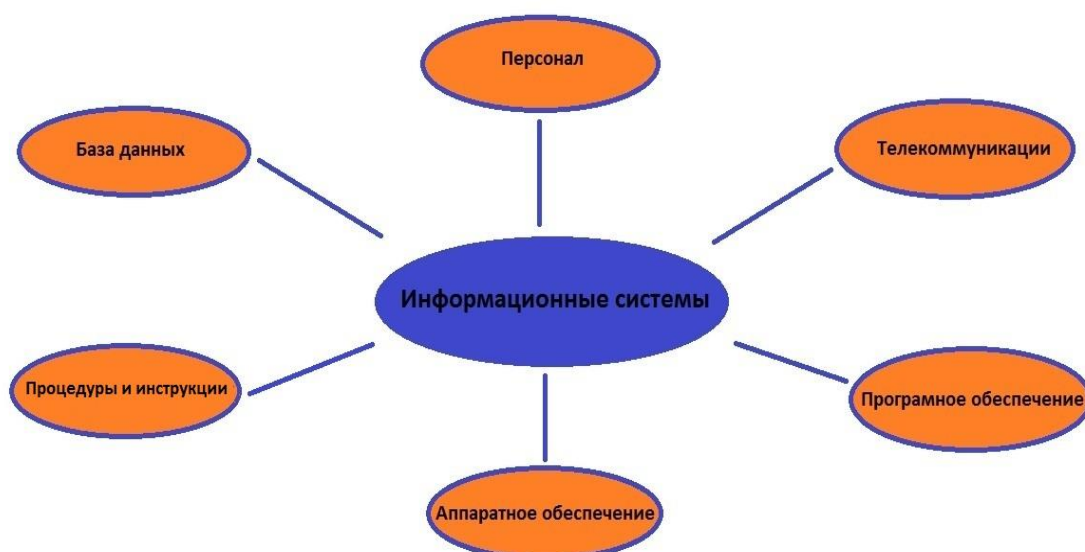 Персонал
База данных
Телекоммуникации
Информационные системы
Процедуры и инструкции
Програмное обеспечение
Аппаратное обеспечение